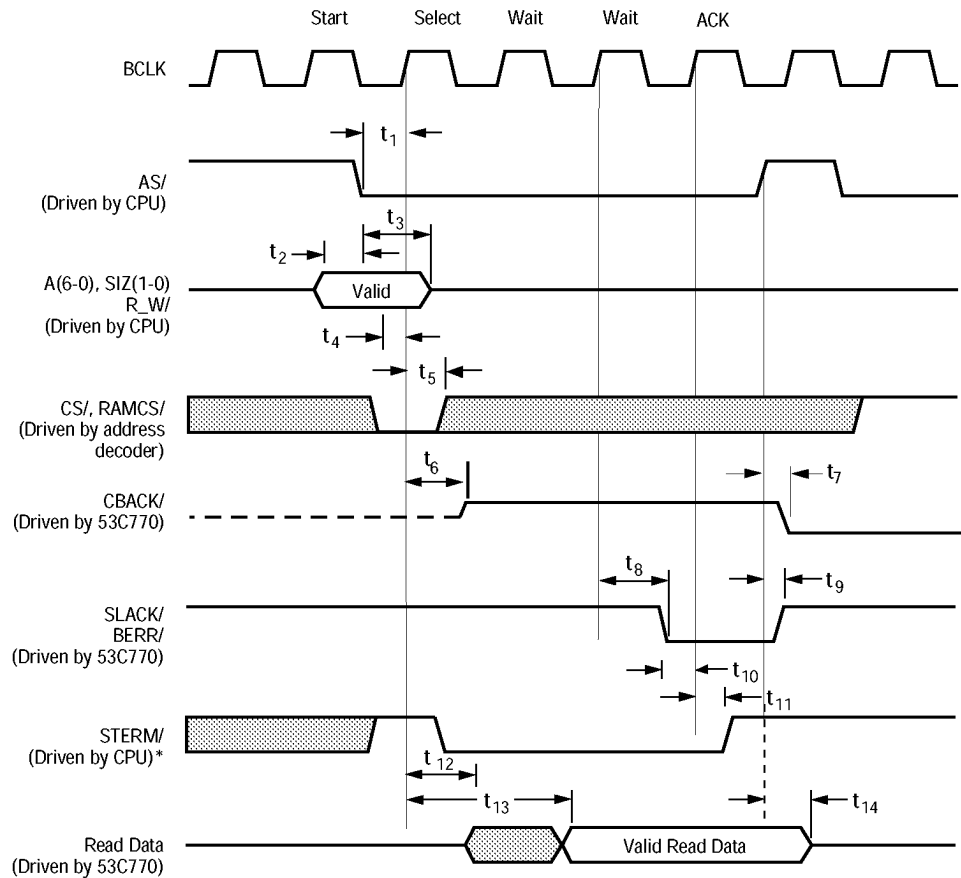 Start Select Wait Wait ACK
BCLK
t1
AS/
(Driven by CPU)
t3
t2
A(6-0), SIZ(1-0)
R_W/
(Driven by CPU)
Valid
t4
t5
CS/, RAMCS/
(Driven by address
decoder)
t6
t7
CBACK/
(Driven by 53C770)
t8
t9
SLACK/
BERR/
(Driven by 53C770)
t10
t11
STERM/
(Driven by CPU)*
t12
t13
t14
Read Data
(Driven by 53C770)
Valid Read Data